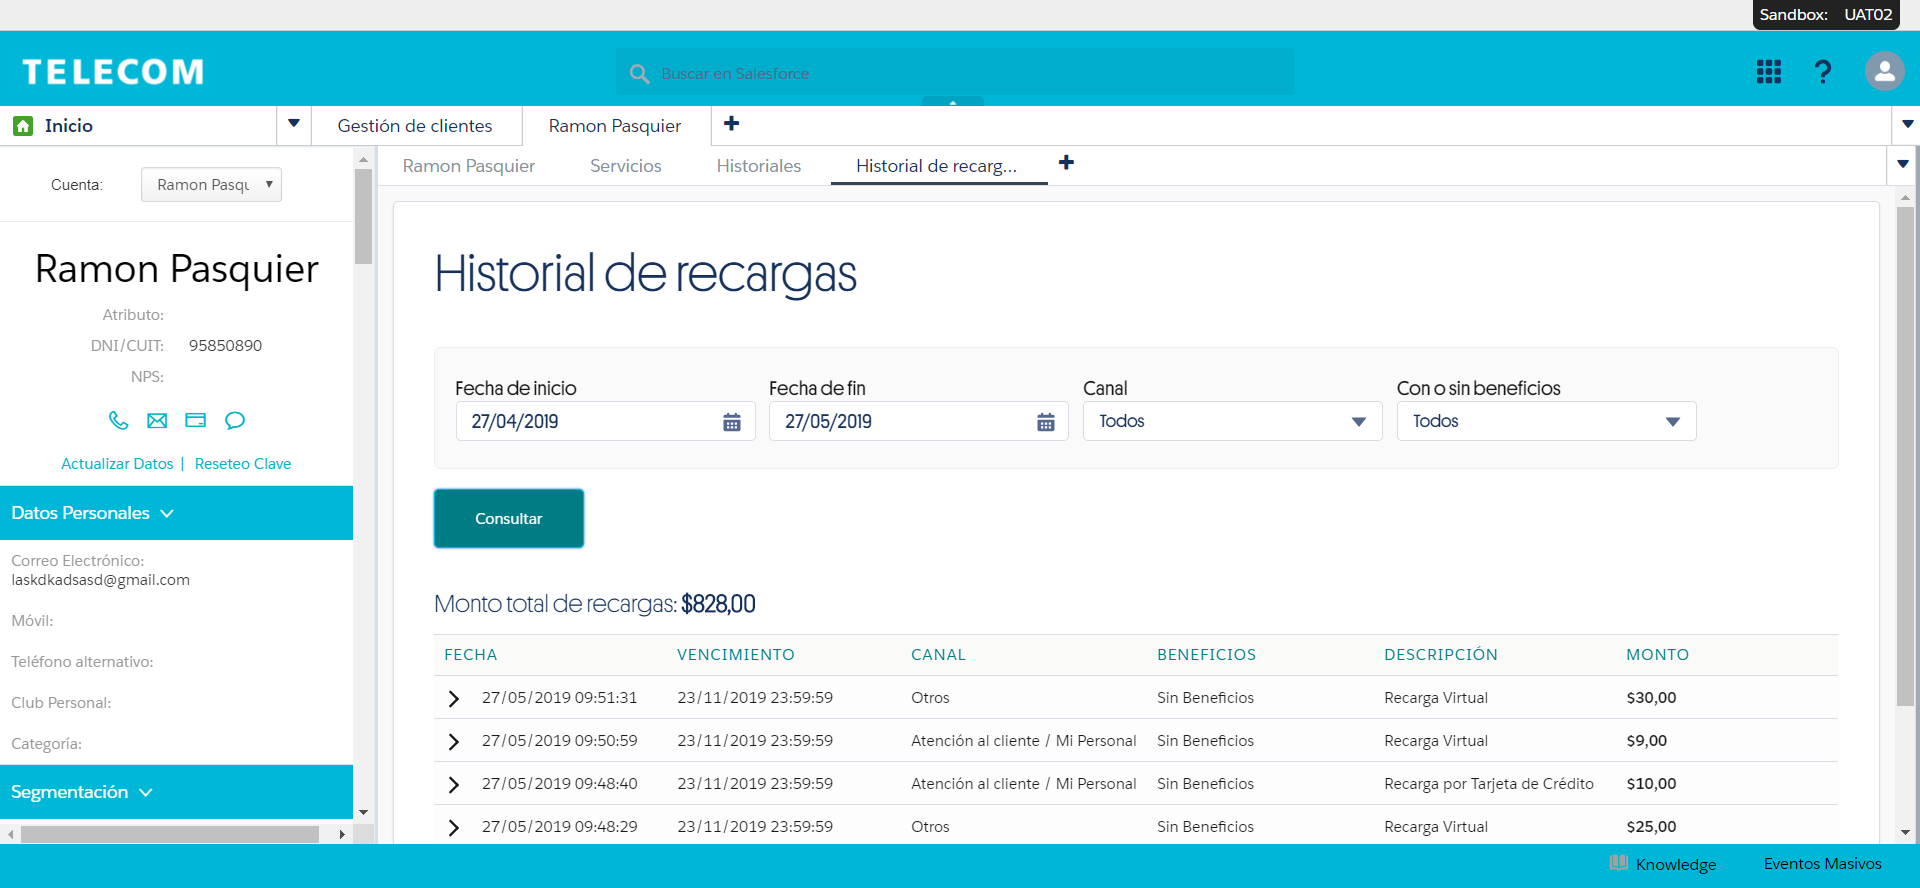 Sandbox: UAT02
TELECOM
Buscar en Salesforce
Inicio
Gestión de clientes
Ramon Pasquier
Ramon Pasquier
Servicios
Historiales
Historial de recarg...
Cuenta:
Ramon Pasqu
Ramon Pasquier
Atributo:
DNI/CUIT: 95850890
NPS:
Actualizar Datos | Reseteo Clave
Datos Personales
Correo Electrónico:
laskdkadsasd@gmail.com
Móvil:
Teléfono alternativo:
Club Personal:
Categoría:
Segmentación
Historial de recargas
Fecha de inicio Fecha de fin Canal Con o sin beneficios
27/04/2019 27/05/2019 Todos Todos
Consultar
Monto total de recargas: $828,00
FECHA VENCIMIENTO CANAL BENEFICIOS DESCRIPCIÓN MONTO
27/05/2019 09:51:31 23/11/2019 23:59:59 Otros Sin Beneficios Recarga Virtual $30,00
27/05/2019 09:50:59 23/11/2019 23:59:59 Atención al cliente / Mi Personal Sin Beneficios Recarga Virtual $9,00
27/05/2019 09:48:40 23/11/2019 23:59:59 Atención al cliente / Mi Personal Sin Beneficios Recarga por Tarjeta de Crédito $10,00
27/05/2019 09:48:29 23/11/2019 23:59:59 Otros Sin Beneficios Recarga Virtual $25,00
Knowledge Eventos Masivos